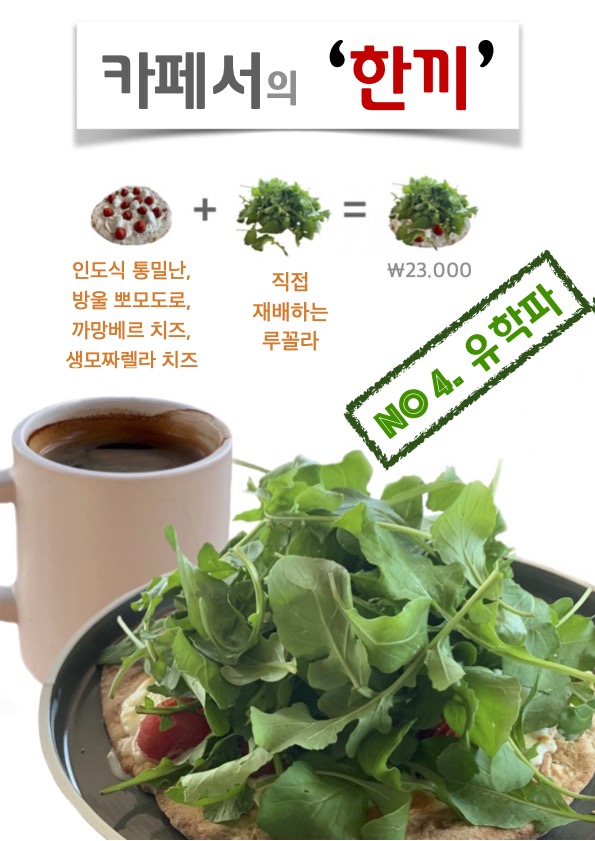 카페서의 ‘한끼’
+ =
인도식 통밀난,
방울 뽀모도로,
까망베르 치즈,
생모짜렐라 치즈
직접
재배하는
루꼴라
₩23.000
NO 4. 유학파